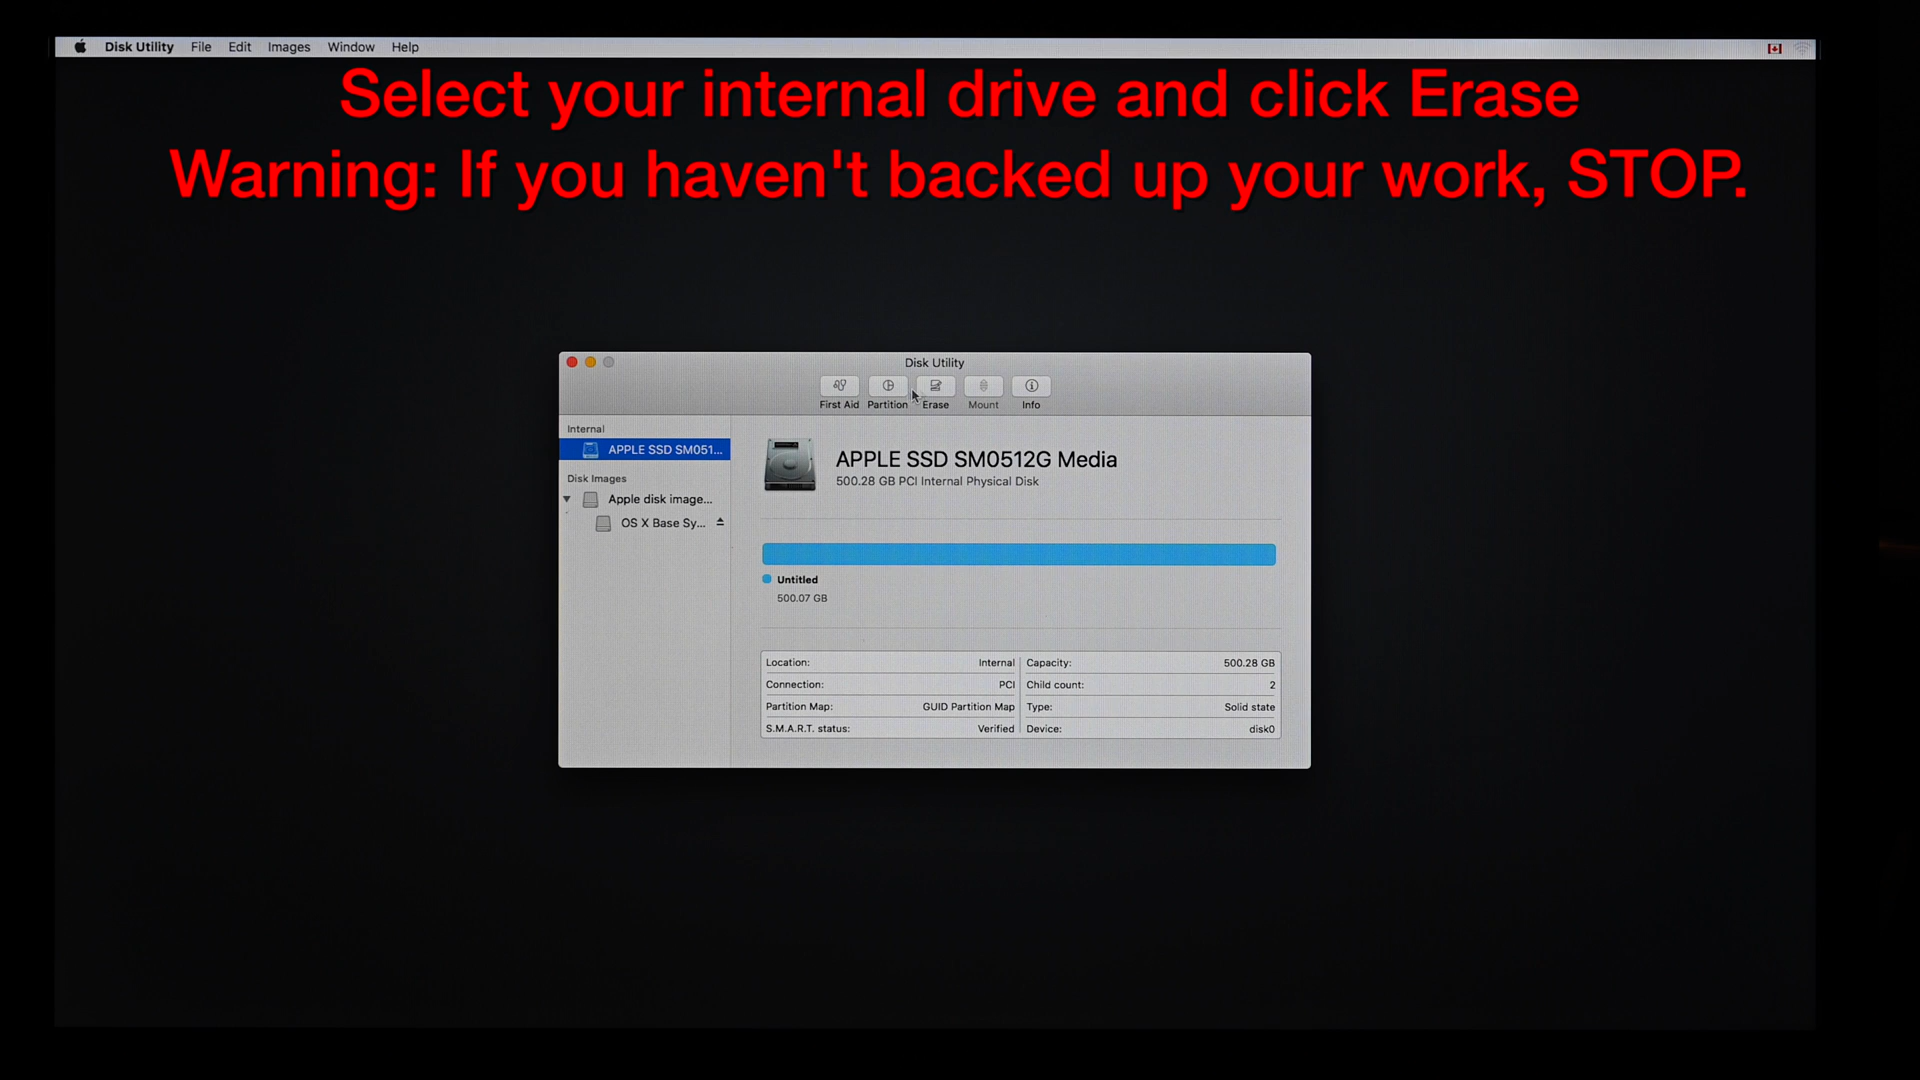 Disk Utility File Edit Images Window Help
Select your internal drive and click Erase
Warning: If you haven't backed up your work, STOP.
Disk Utility
First Aid Partition Erase Mount Info
Internal
APPLE SSD SM051...
Disk Images
Apple disk image...
OS X Base Sy...
APPLE SSD SM0512G Media
500.28 GB PCI Internal Physical Disk
Untitled
500.07 GB
Location: Internal Capacity: 500.28 GB
Connection: PCI Child count: 2
Partition Map: GUID Partition Map Type: Solid state
S.M.A.R.T. status: Verified Device: disk0